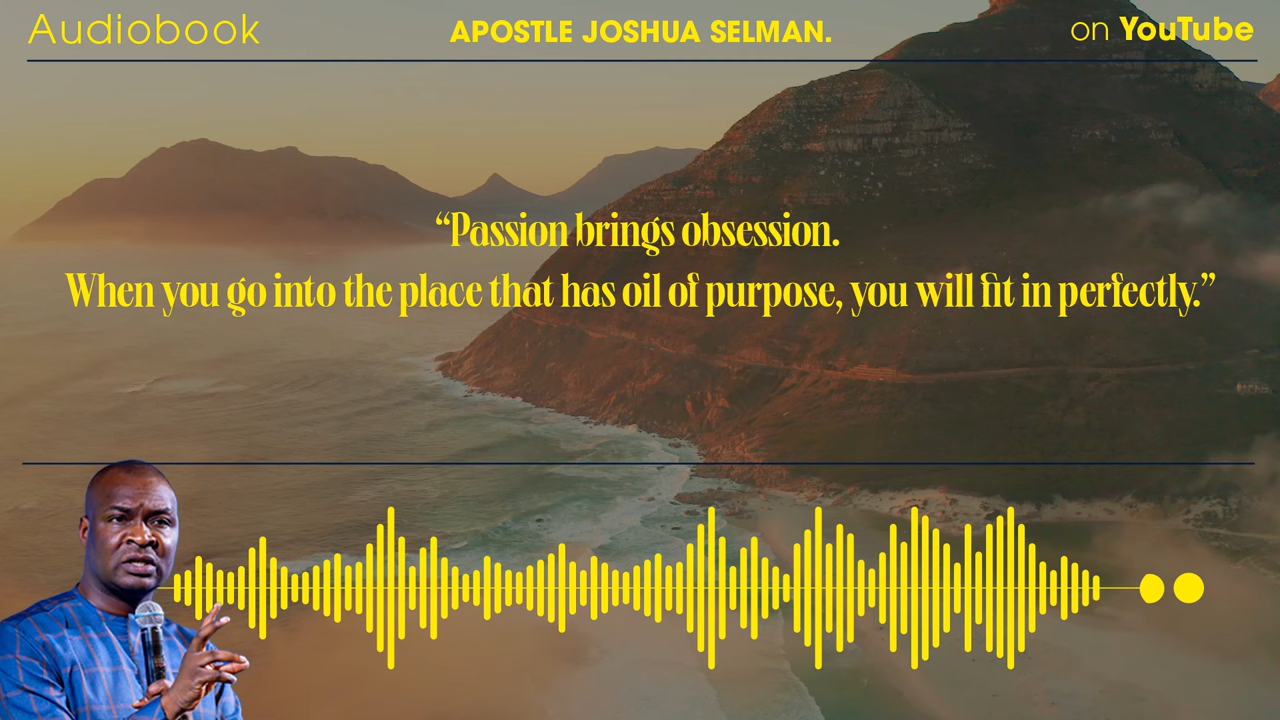 Audiobook
APOSTLE JOSHUA SELMAN.
on YouTube
“Passion brings obsession.
When you go into the place that has oil of purpose, you will fit in perfectly.”